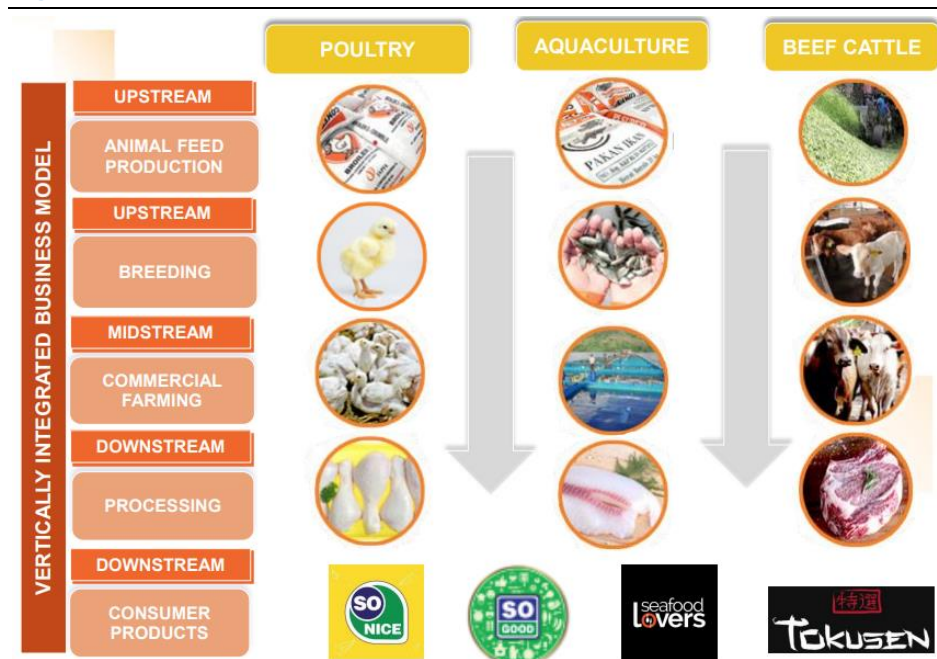 POULTRY
AQUACULTURE
BEEF CATTLE
VERTICALLY INTEGRATED BUSINESS MODEL
UPSTREAM
ANIMAL FEED
PRODUCTION
BROILER
PAKAN IKAN
UPSTREAM
BREEDING
MIDSTREAM
COMMERCIAL
FARMING
DOWNSTREAM
PROCESSING
DOWNSTREAM
CONSUMER
PRODUCTS
SO
NICE
SO
GOOD
seafood
Lovers
特選
TOKUSEN